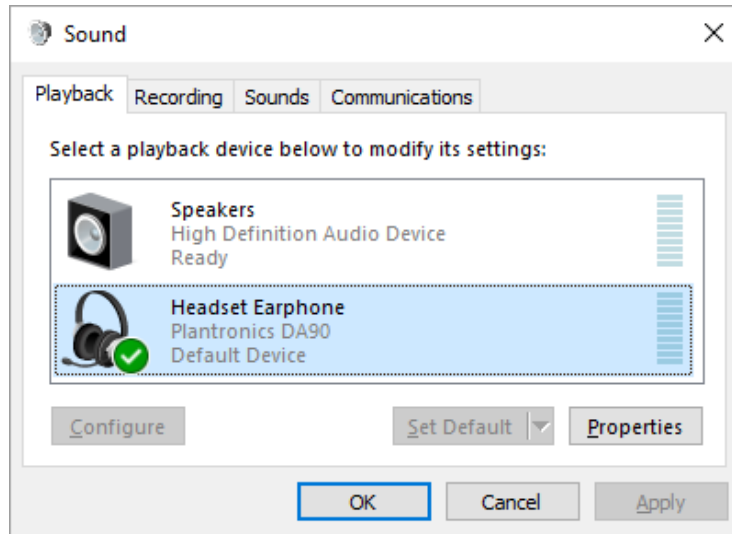 Sound
Playback Recording Sounds Communications
Select a playback device below to modify its settings:
Speakers
High Definition Audio Device
Ready
Headset Earphone
Plantronics DA90
Default Device
Configure Set Default Properties
OK Cancel Apply